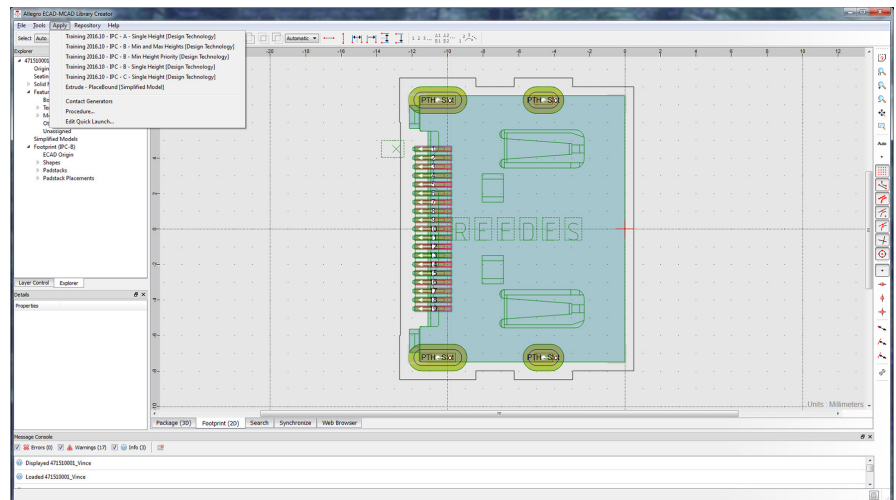 Allegro ECAD-MCAD Library Creator
File Tools Apply Repository Help
Select Auto
Automatic
Training 2016.10 - IPC - A - Single Height [Design Technology]
Training 2016.10 - IPC - B - Min and Max Heights [Design Technology]
Training 2016.10 - IPC - B - Min Height Priority [Design Technology]
Training 2016.10 - IPC - B - Single Height [Design Technology]
Training 2016.10 - IPC - C - Single Height [Design Technology]
Extrude - PlaceBound [Simplified Model]
Contact Generators
Procedure...
Edit Quick Launch...
Explorer
Unassigned
Simplified Models
Footprint (IPC-B)
ECAD Origin
Shapes
Padstacks
Padstack Placements
Layer Control Explorer
Details
Properties
-20 -10 -8 -6 -4 -2 0 2 4 6 8 10 12
PTH Slot PTH Slot
REFDES
PTH Slot PTH Slot
Units : Millimeters
Package (3D) Footprint (2D) Search Synchronize Web Browser
Message Console
Errors (0) Warnings (17) Info (3)
Displayed 471510001_Vince
Loaded 471510001_Vince